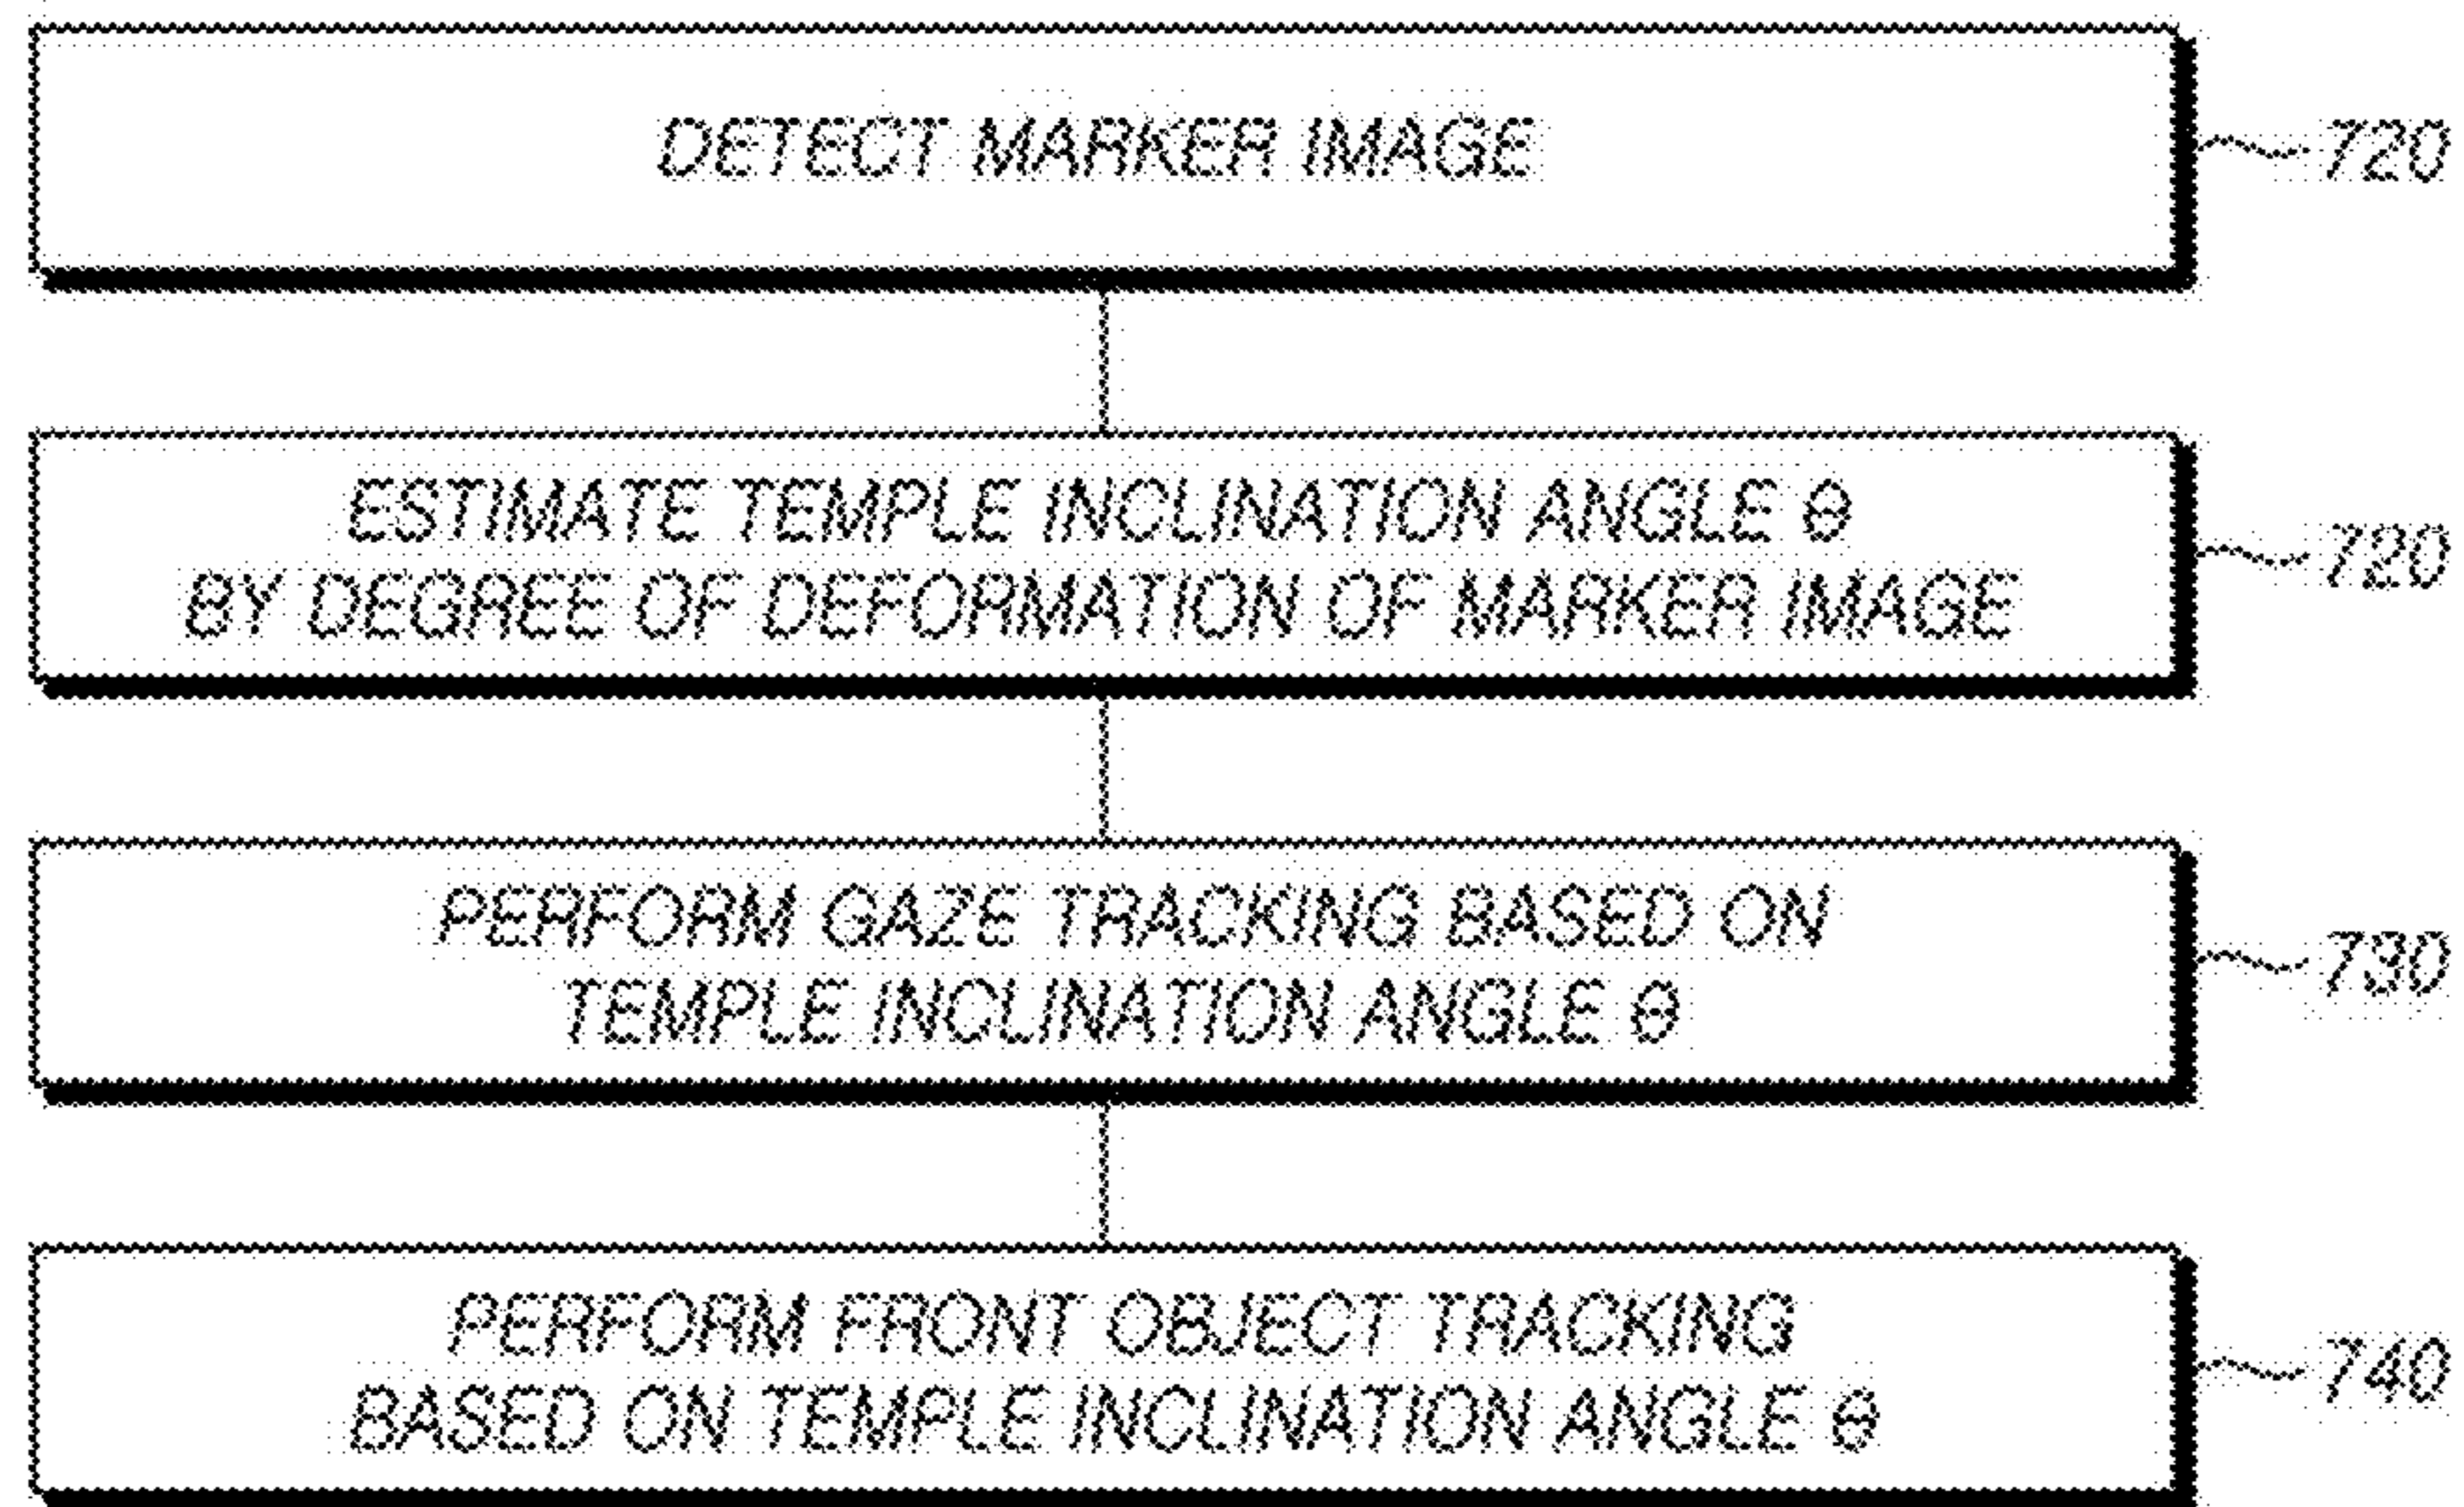 DETECT MARKER IMAGE
720
ESTIMATE TEMPLE INCLINATION ANGLE θ
BY DEGREE OF DEFORMATION OF MARKER IMAGE
720
PERFORM GAZE TRACKING BASED ON
TEMPLE INCLINATION ANGLE θ
730
PERFORM FRONT OBJECT TRACKING
BASED ON TEMPLE INCLINATION ANGLE θ
740